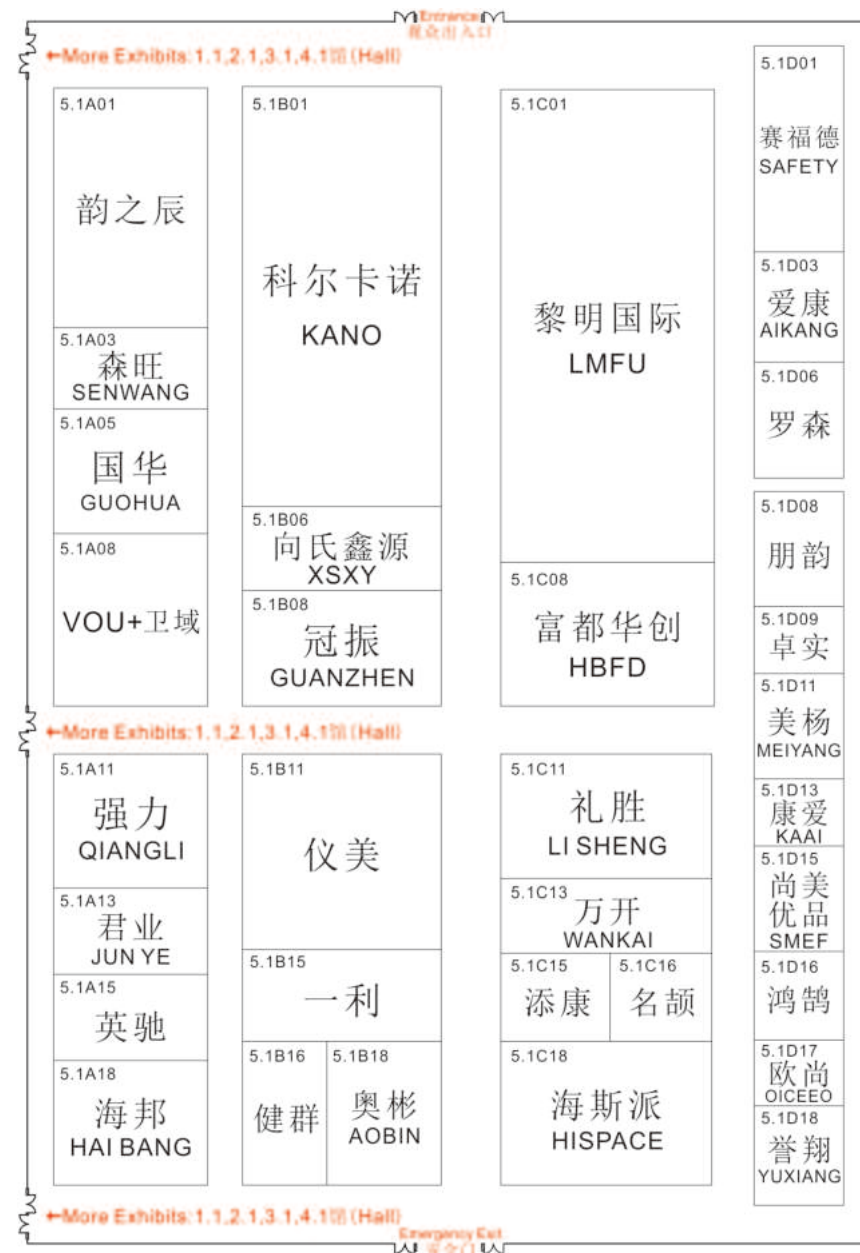 Entrance
观众出入口
←More Exhibits:1.1,2.1,3.1,4.1馆(Hall)
5.1A01
韵之辰
5.1A03
森旺
SENWANG
5.1A05
国华
GUOHUA
5.1A08
VOU+卫域
5.1B01
科尔卡诺
KANO
5.1B06
向氏鑫源
XSXY
5.1B08
冠振
GUANZHEN
5.1C01
黎明国际
LMFU
5.1C08
富都华创
HBFD
5.1D01
赛福德
SAFETY
5.1D03
爱康
AIKANG
5.1D06
罗森
5.1D08
朋韵
5.1D09
卓实
5.1D11
美杨
MEIYANG
5.1D13
康爱
KAAI
5.1D15
尚美
优品
SMEF
5.1D16
鸿鹄
5.1D17
欧尚
OICEEO
5.1D18
誉翔
YUXIANG
←More Exhibits:1.1,2.1,3.1,4.1馆(Hall)
5.1A11
强力
QIANGLI
5.1A13
君业
JUN YE
5.1A15
英驰
5.1A18
海邦
HAI BANG
5.1B11
仪美
5.1B15
一利
5.1B16
健群
5.1B18
奥彬
AOBIN
5.1C11
礼胜
LI SHENG
5.1C13
万开
WANKAI
5.1C15
添康
5.1C16
名颉
5.1C18
海斯派
HISPACE
←More Exhibits:1.1,2.1,3.1,4.1馆(Hall)
Emergency Exit
安全门